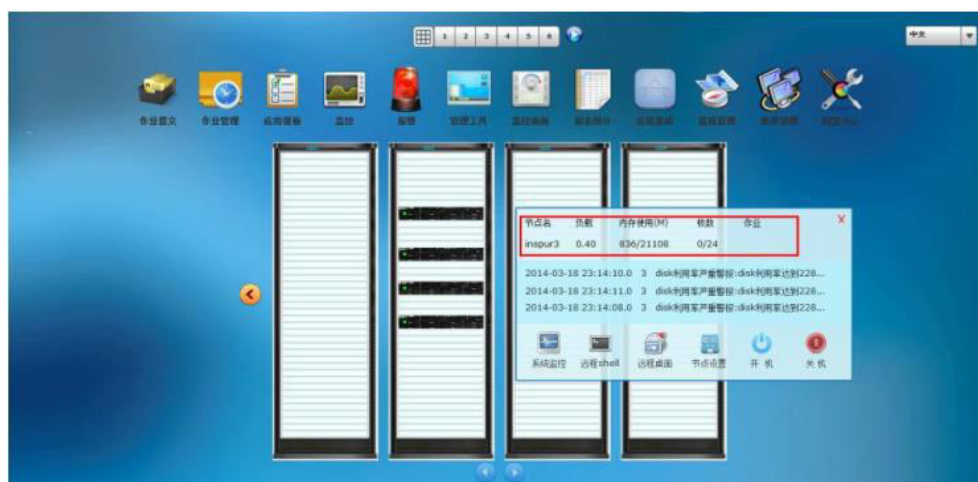 1 2 3 4 5 6
中文
作业提交 作业管理 应用模板 监控 报警 管理工具 监控面板 报表统计
节点名 负载 内存使用(M) 核数 作业
X
inspur3 0.40 836/21108 0/24
2014-03-18 23:14:10.0 3 disk利用率严重警报:disk利用率达到228...
2014-03-18 23:14:11.0 3 disk利用率严重警报:disk利用率达到228...
2014-03-18 23:14:08.0 3 disk利用率严重警报:disk利用率达到228...
系统监控 远程shell 远程桌面 节点设置 开 机 关 机